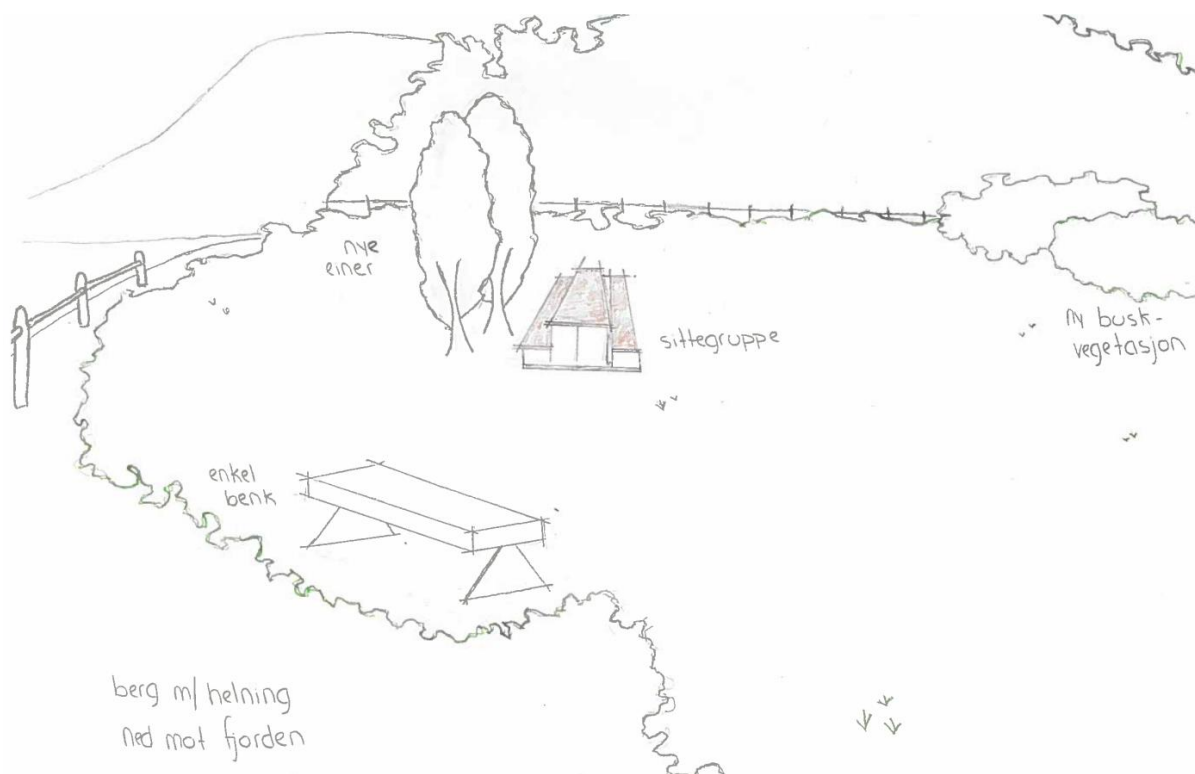 nye
einer
sittegruppe
ny busk-
vegetasjon
enkel
benk
berg m/ helning
ned mot fjorden